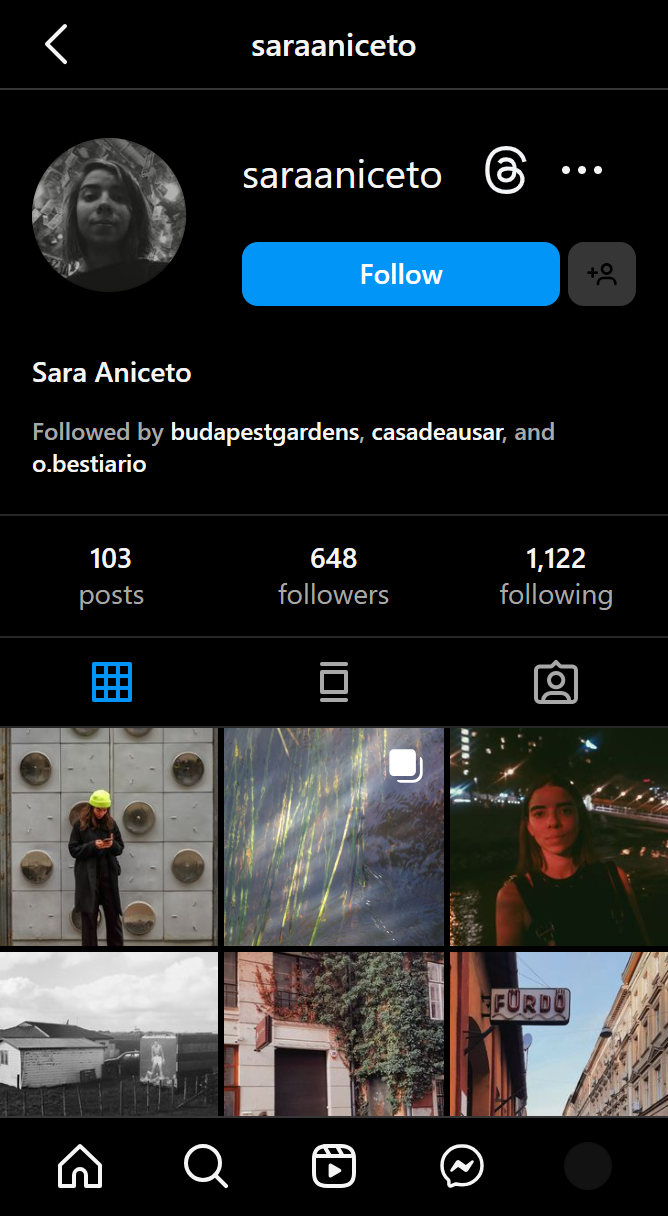 saraaniceto
saraaniceto
Follow
Sara Aniceto
Followed by budapestgardens, casadeausar, and
o.bestiario
103 648 1,122
posts followers following
FÜRDŐ